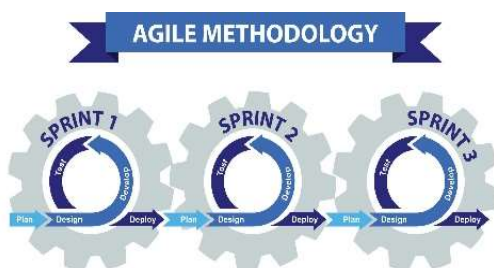 AGILE METHODOLOGY
SPRINT 1
Test
Develop
Plan
Design
Deploy
SPRINT 2
Test
Develop
Plan
Design
Deploy
SPRINT 3
Test
Develop
Plan
Design
Deploy